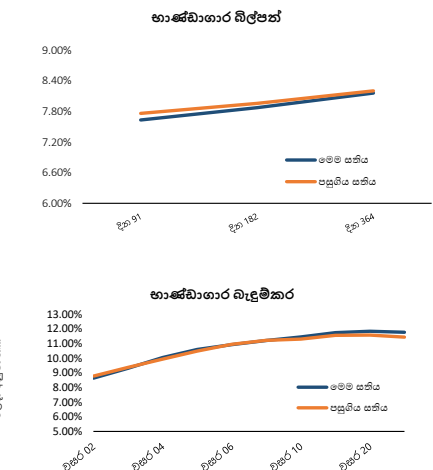 භාණ්ඩාගාර බිල්පත්
9.00%
8.40%
7.80%
7.20%
6.60%
6.00%
මෙම සතිය
පසුගිය සතිය
දින 91
දින 182
දින 364
භාණ්ඩාගාර බැඳුම්කර
13.00%
12.00%
11.00%
10.00%
9.00%
8.00%
7.00%
6.00%
5.00%
මෙම සතිය
පසුගිය සතිය
වසර 02
වසර 04
වසර 06
වසර 10
වසර 20